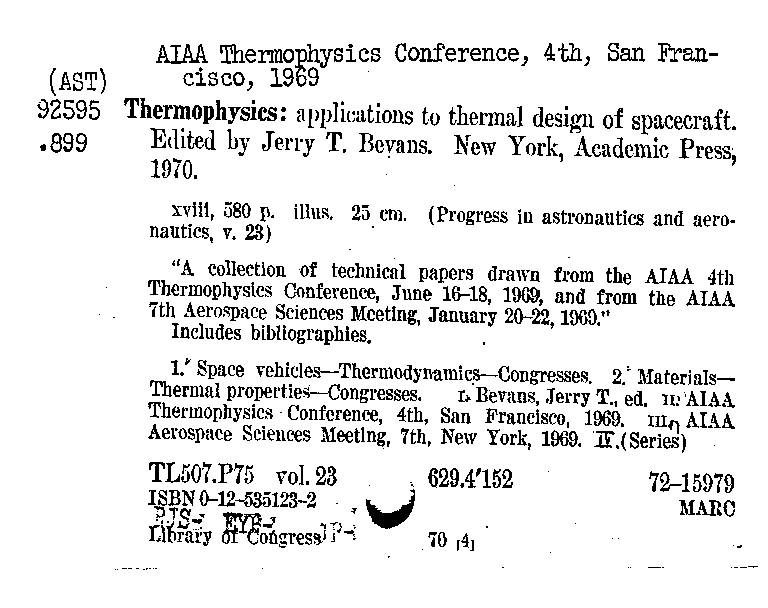 AIAA Thermophysics Conference, 4th, San Fran-
(AST) cisco, 1969
92595 Thermophysics: applications to thermal design of spacecraft.
.899 Edited by Jerry T. Bevans. New York, Academic Press,
1970.
xviii, 580 p. illus. 25 cm. (Progress in astronautics and aero-
nautics, v. 23)
"A collection of technical papers drawn from the AIAA 4th
Thermophysics Conference, June 16–18, 1969, and from the AIAA
7th Aerospace Sciences Meeting, January 20–22, 1969."
Includes bibliographies.
1. Space vehicles—Thermodynamics—Congresses. 2. Materials—
Thermal properties—Congresses. I. Bevans, Jerry T., ed. II. AIAA
Thermophysics Conference, 4th, San Francisco, 1969. III. AIAA
Aerospace Sciences Meeting, 7th, New York, 1969. IV. (Series)
TL507.P75 vol. 23 629.4'152 72–15979
ISBN 0–12–535123–2 MARC
Library of Congress 70 [4]